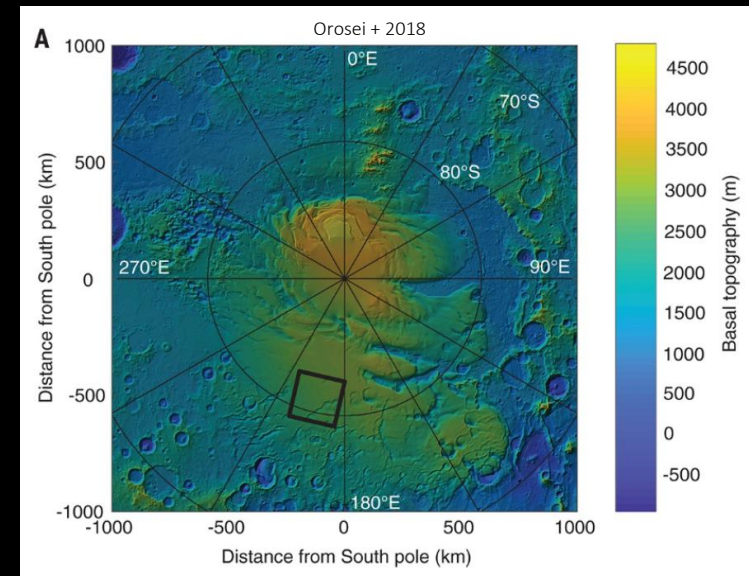 Orosei + 2018
A
1000
500
0
-500
-1000
Distance from South pole (km)
0°E
70°S
80°S
270°E
90°E
180°E
-1000
-500
0
500
1000
Distance from South pole (km)
4500
4000
3500
3000
2500
2000
1500
1000
500
0
-500
Basal topography (m)